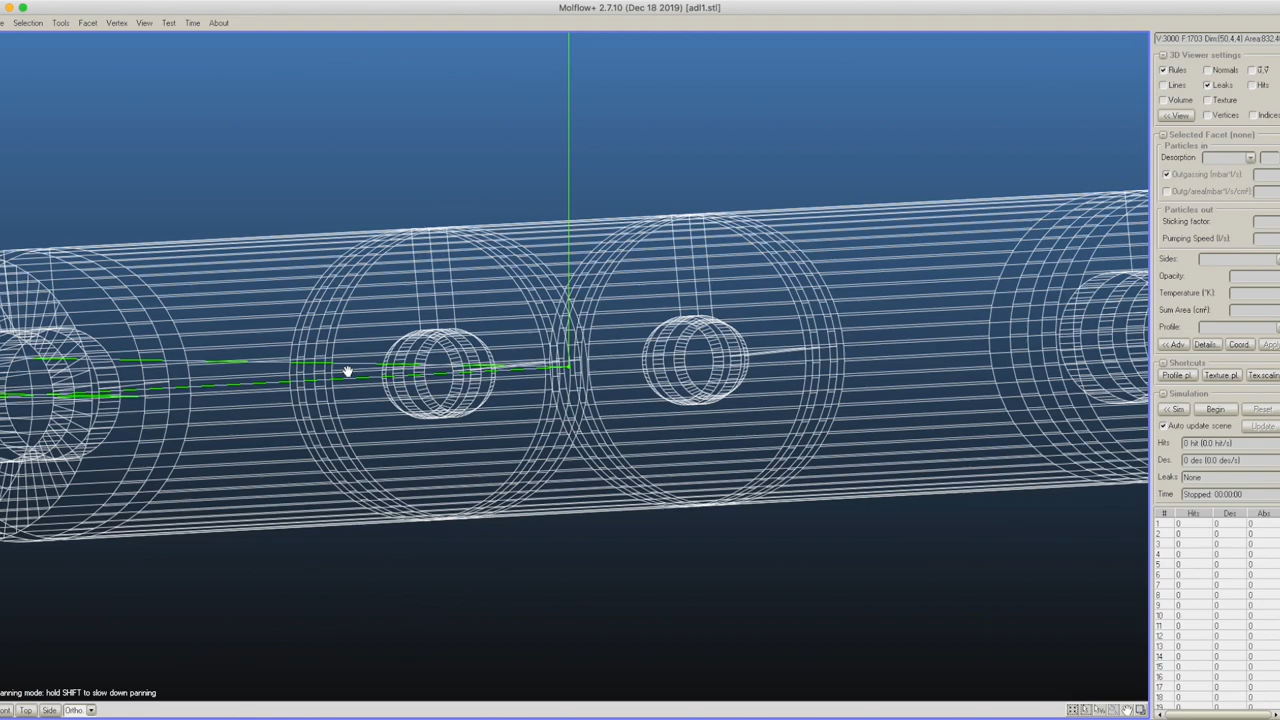 Molflow+ 2.7.10 (Dec 18 2019) [adl1.stl]
Selection Tools Facet Vertex View Test Time About
V:3000 F:1703 Dim:(50,4,4) Area:832,4
3D Viewer settings
Rules Normals
Lines Leaks Hits
Volume Texture
<< View Vertices Indices
Selected Facet (none)
Particles in
Desorption
Outgassing (mbar*l/s):
Outg/area(mbar*l/s/cm²):
Particles out
Sticking factor:
Pumping Speed (l/s):
Sides:
Opacity:
Temperature (°K):
Sum Area (cm²):
Profile:
<< Adv Details... Coord. Apply
Shortcuts
Profile pl. Texture pl. Tex.scaling
Simulation
<< Sim Begin Reset
Auto update scene Update
Hits 0 hit (0.0 hit/s)
Des. 0 des (0.0 des/s)
Leaks None
Time Stopped: 00:00:00
# Hits Des Abs
1 0 0 0
2 0 0 0
3 0 0 0
4 0 0 0
5 0 0 0
6 0 0 0
7 0 0 0
8 0 0 0
9 0 0 0
10 0 0 0
11 0 0 0
12 0 0 0
13 0 0 0
14 0 0 0
15 0 0 0
16 0 0 0
17 0 0 0
18 0 0 0
anning mode: hold SHIFT to slow down panning
ont Top Side Ortho.